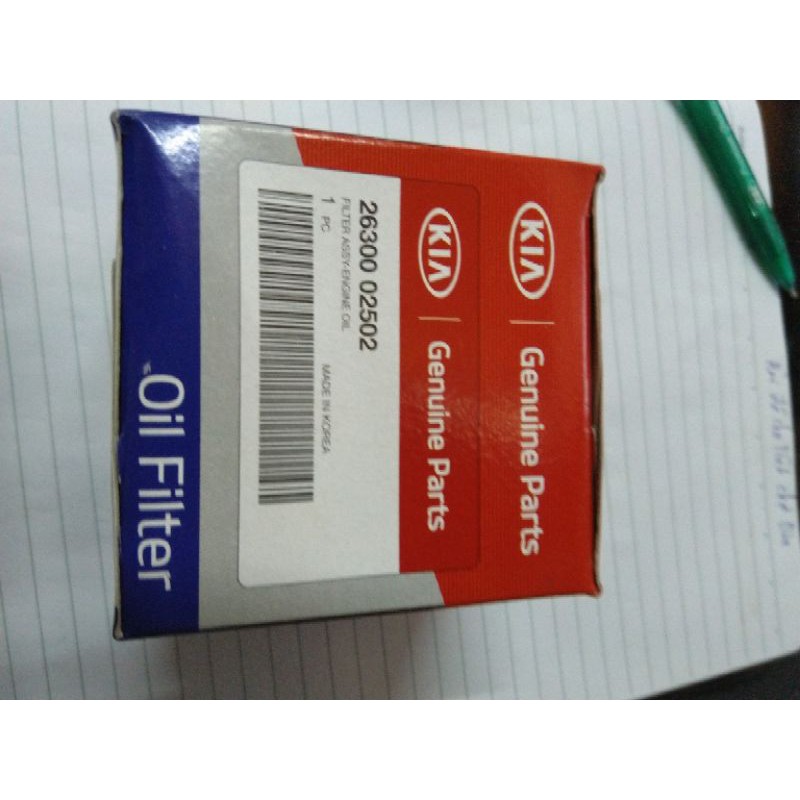 KIA Genuine Parts
KIA Genuine Parts
26300 02502
FILTER ASSY-ENGINE OIL
1 PC MADE IN KOREA
Oil Filter